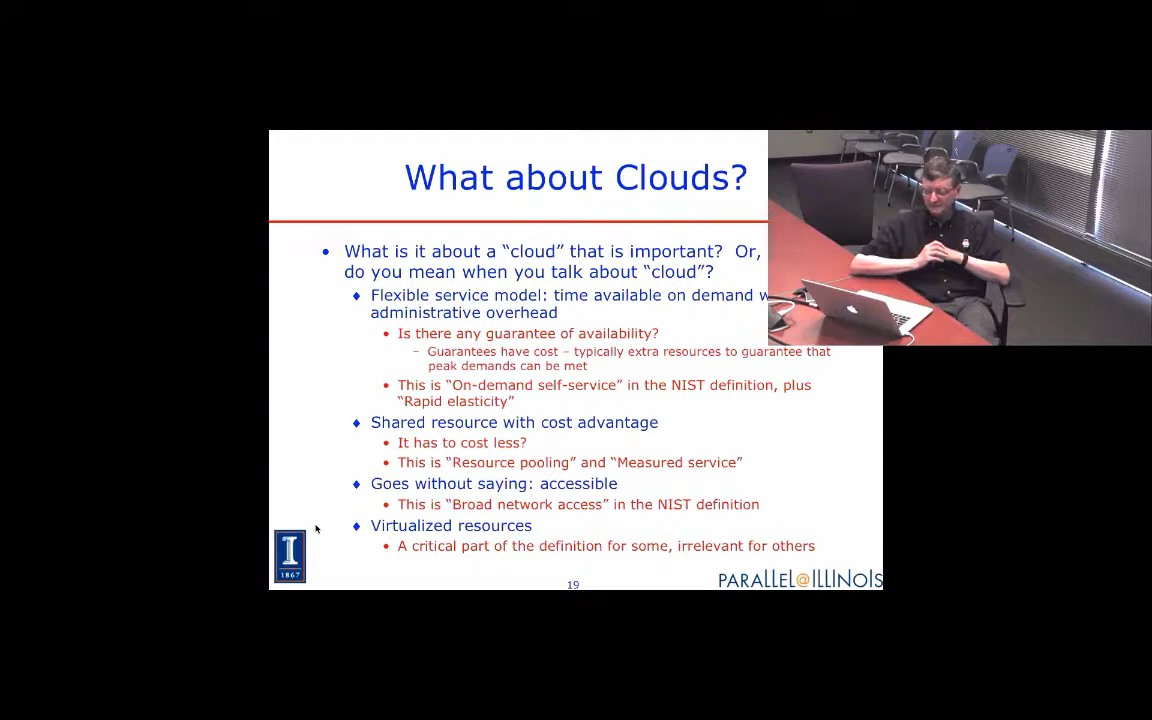 What about Clouds?
• What is it about a “cloud” that is important? Or,
do you mean when you talk about “cloud”?
♦ Flexible service model: time available on demand
administrative overhead
• Is there any guarantee of availability?
– Guarantees have cost – typically extra resources to guarantee that
peak demands can be met
• This is “On-demand self-service” in the NIST definition, plus
“Rapid elasticity”
♦ Shared resource with cost advantage
• It has to cost less?
• This is “Resource pooling” and “Measured service”
♦ Goes without saying: accessible
• This is “Broad network access” in the NIST definition
♦ Virtualized resources
• A critical part of the definition for some, irrelevant for others
I
1867
19
PARALLEL@ILLINOIS